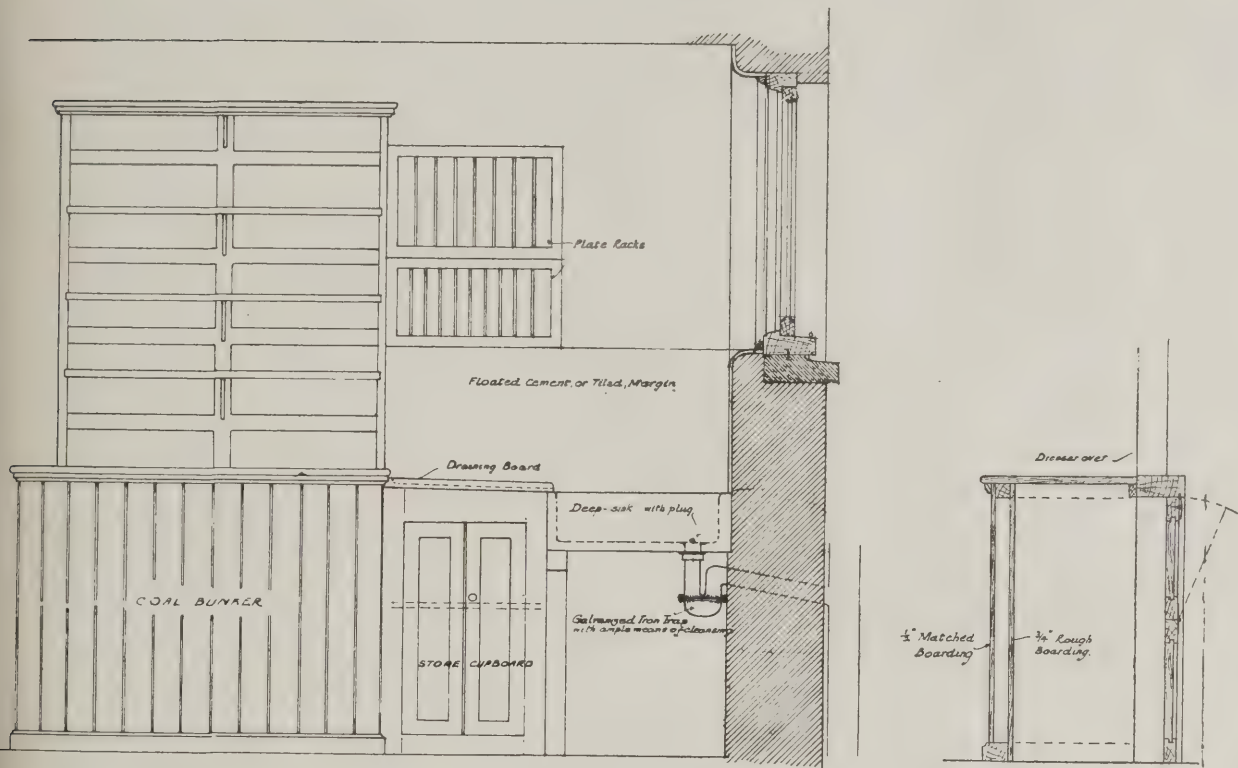 Plate Racks
Floated Cement, or Tiled, Margin
Draining Board
Deep-sink with plug
COAL BUNKER
Galvanized Iron Trap
with ample means of cleansing
STORE CUPBOARD
Dresser over
½" Matched
Boarding
¾" Rough
Boarding.